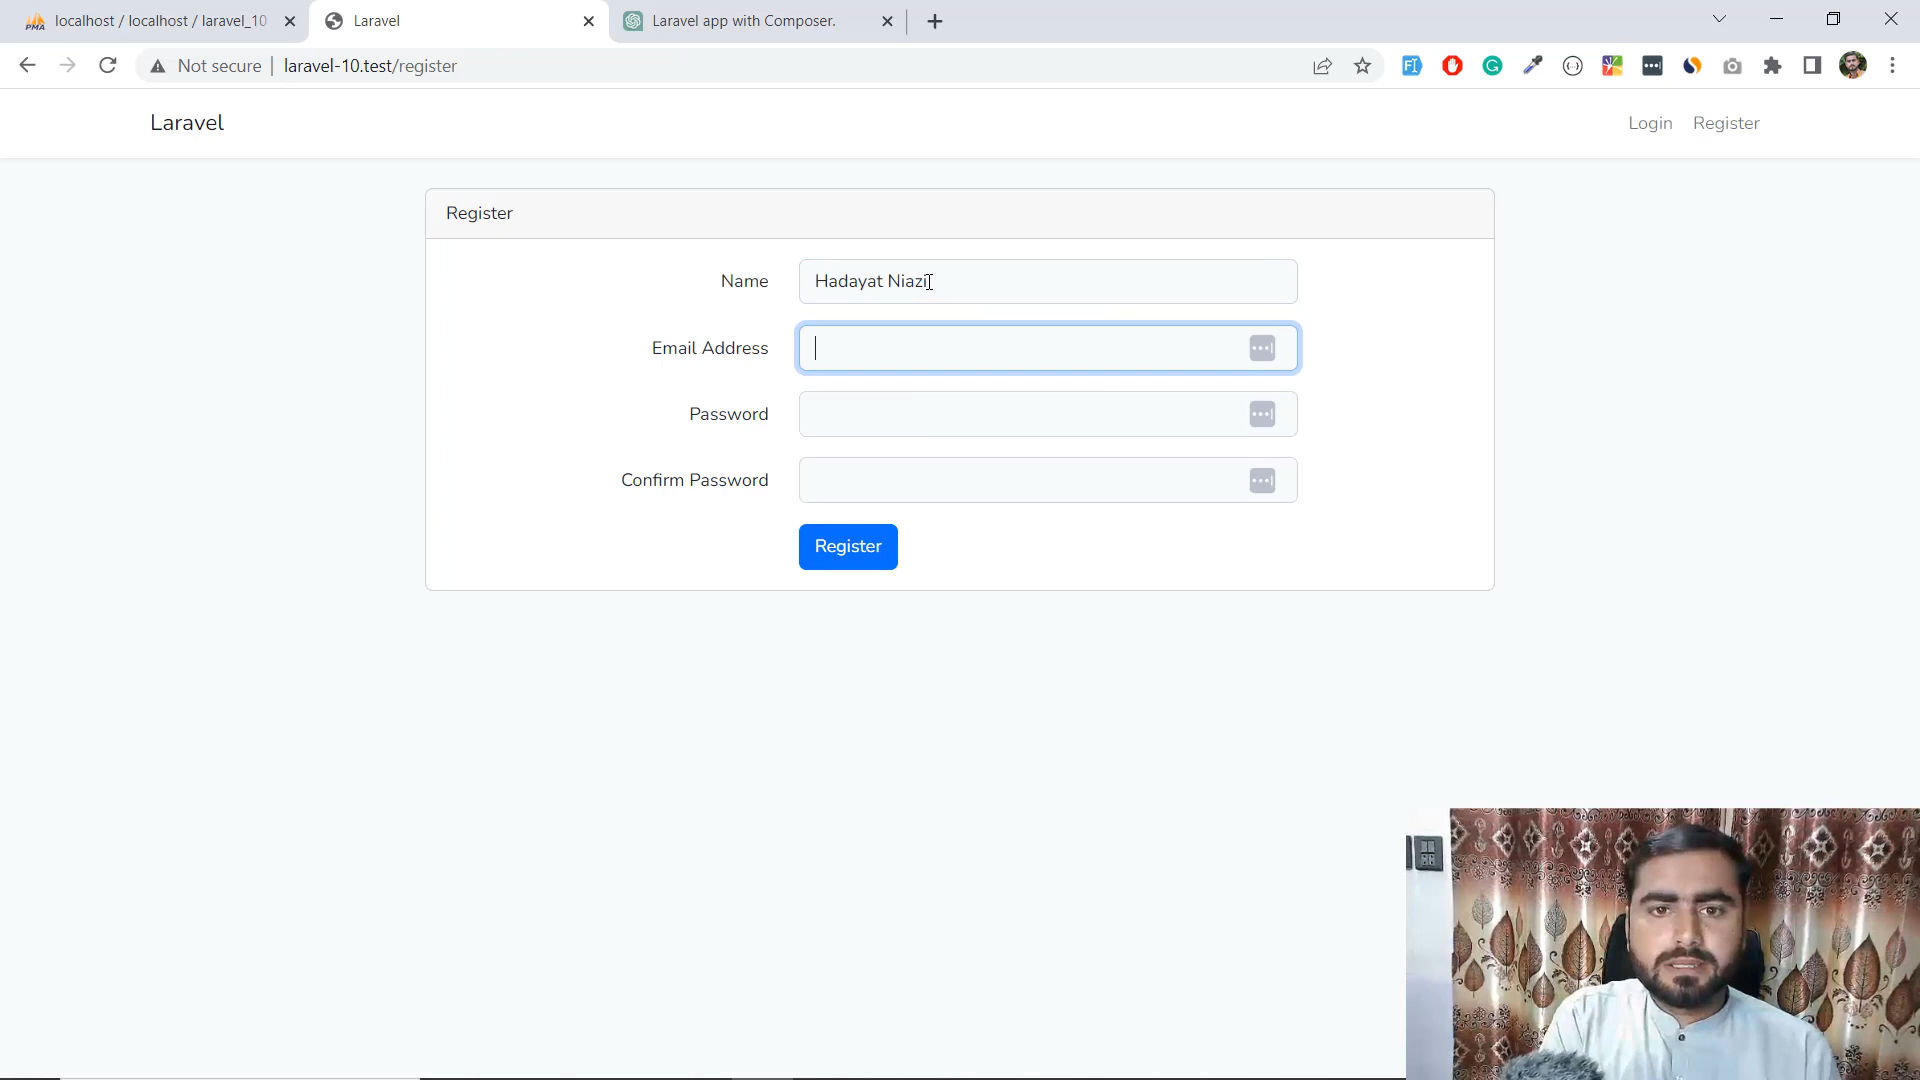 localhost / localhost / laravel_10
Laravel
Laravel app with Composer.
Not secure
laravel-10.test/register
Laravel
Login
Register
Register
Name
Hadayat Niazi
Email Address
Password
Confirm Password
Register